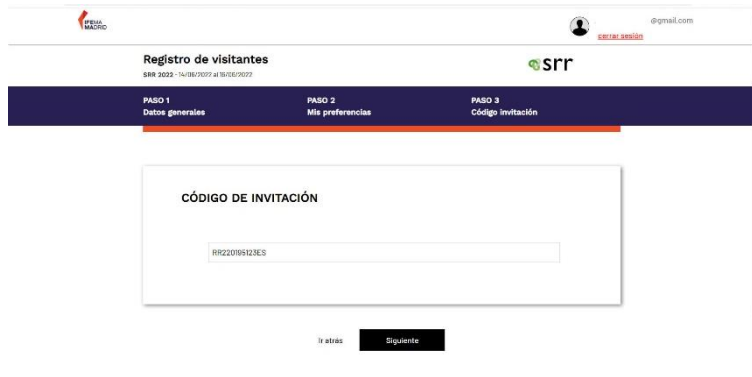 IFEMA
MADRID
@gmail.com
cerrar sesión
Registro de visitantes
srr
SRR 2022 - 14/06/2022 al 16/06/2022
PASO 1
Datos generales
PASO 2
Mis preferencias
PASO 3
Código invitación
CÓDIGO DE INVITACIÓN
RR220195123ES
Ir atrás
Siguiente